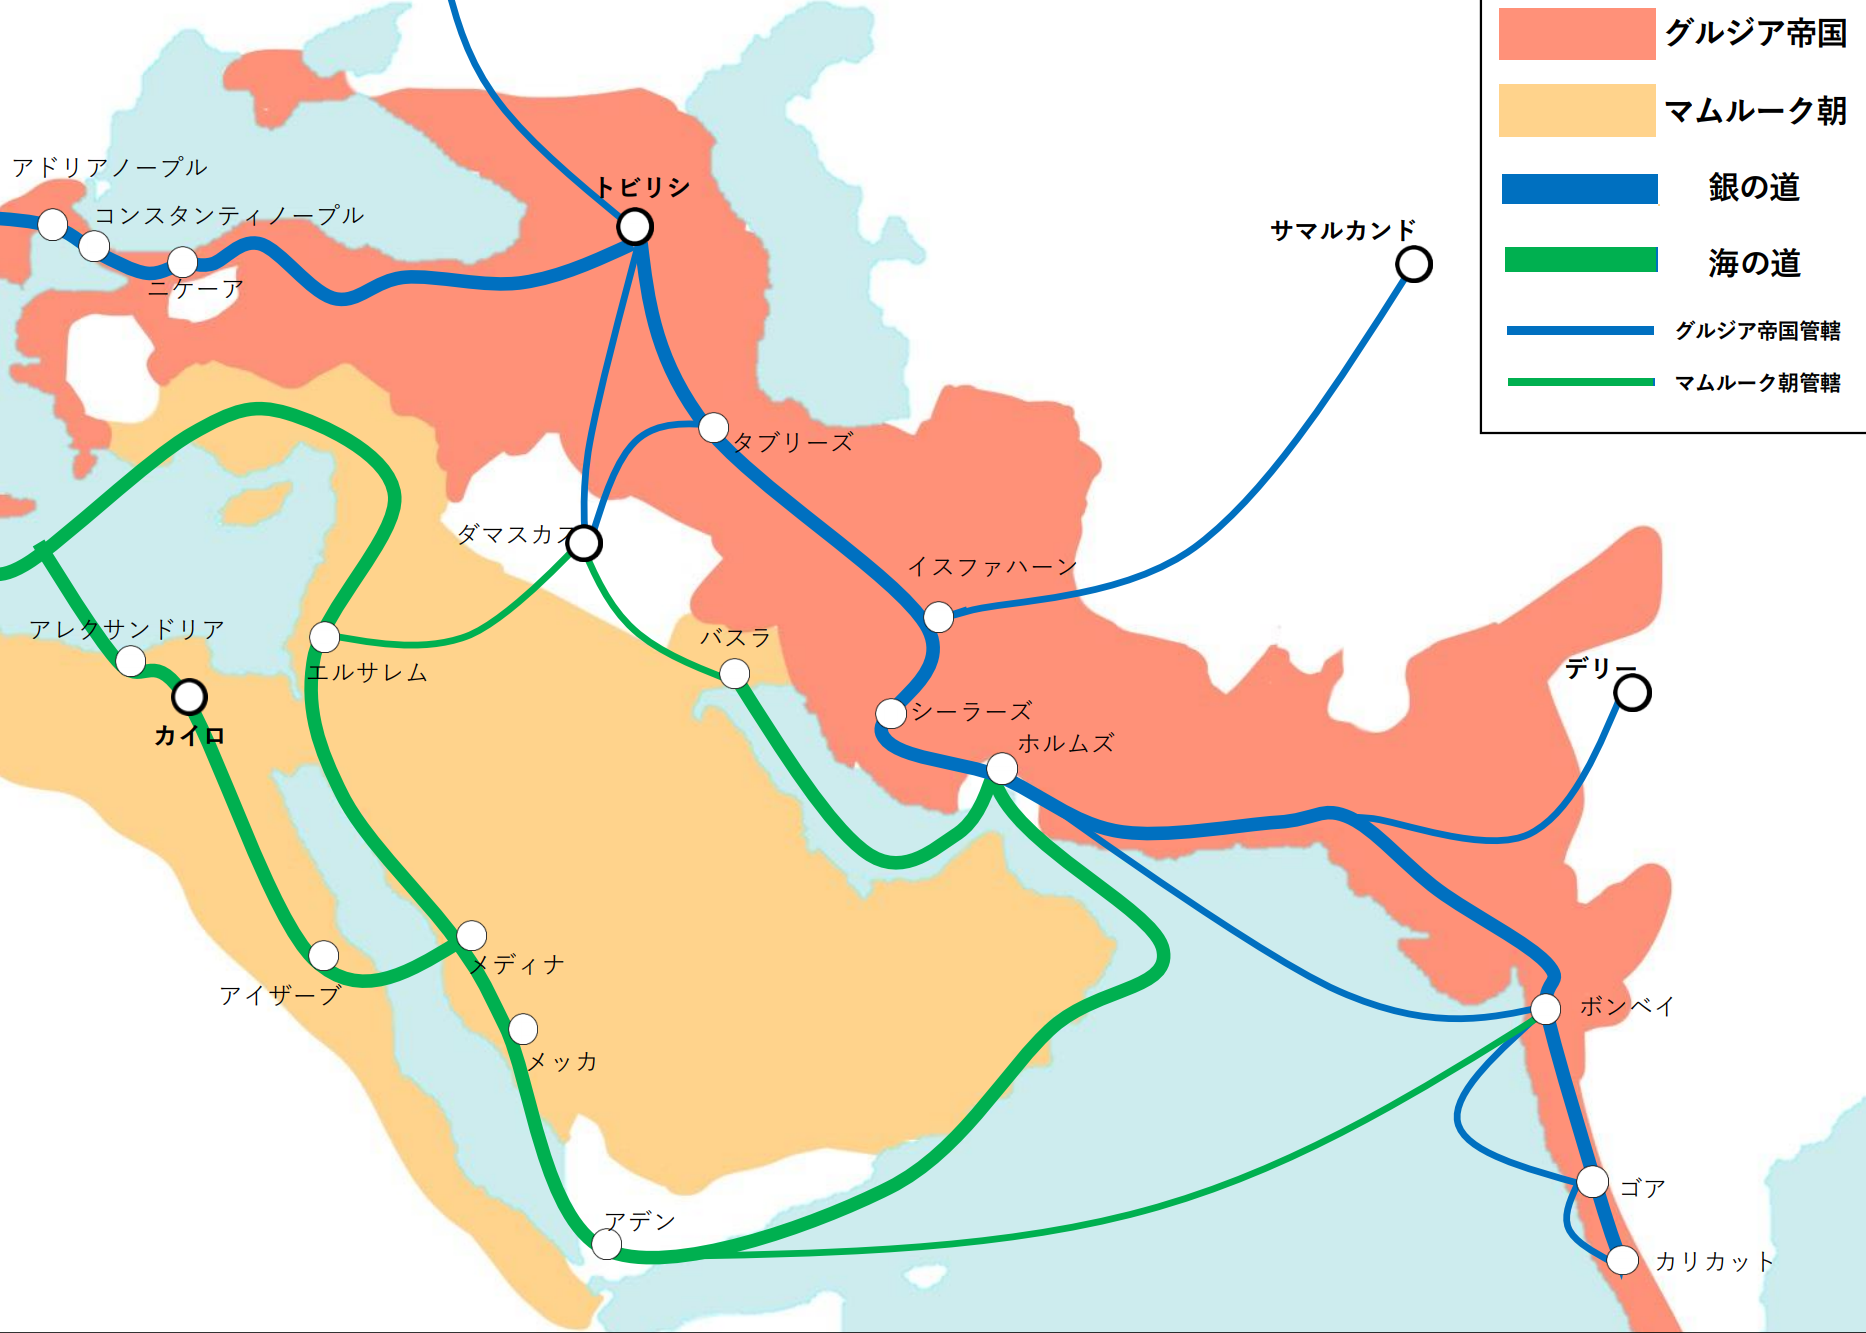 グルジア帝国
マムルーク朝
銀の道
海の道
グルジア帝国管轄
マムルーク朝管轄
アドリアノープル
コンスタンティノープル
ニケーア
トビリシ
サマルカンド
タブリーズ
ダマスカス
イスファハーン
アレクサンドリア
エルサレム
バスラ
デリー
カイロ
シーラーズ
ホルムズ
メディナ
アイザーブ
ボンベイ
メッカ
ゴア
アデン
カリカット